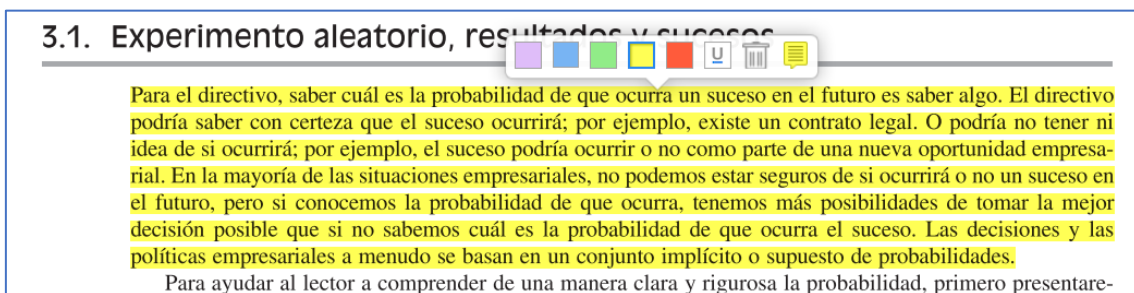 3.1. Experimento aleatorio, resultados y sucesos
U
Para el directivo, saber cuál es la probabilidad de que ocurra un suceso en el futuro es saber algo. El directivo
podría saber con certeza que el suceso ocurrirá; por ejemplo, existe un contrato legal. O podría no tener ni
idea de si ocurrirá; por ejemplo, el suceso podría ocurrir o no como parte de una nueva oportunidad empresa-
rial. En la mayoría de las situaciones empresariales, no podemos estar seguros de si ocurrirá o no un suceso en
el futuro, pero si conocemos la probabilidad de que ocurra, tenemos más posibilidades de tomar la mejor
decisión posible que si no sabemos cuál es la probabilidad de que ocurra el suceso. Las decisiones y las
políticas empresariales a menudo se basan en un conjunto implícito o supuesto de probabilidades.
Para ayudar al lector a comprender de una manera clara y rigurosa la probabilidad, primero presentare-